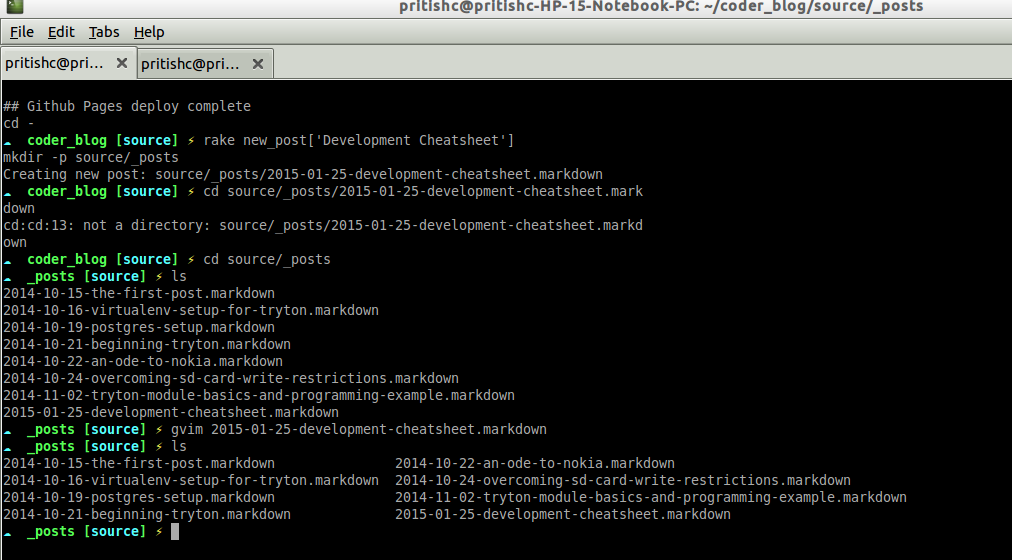 pritishc@pritishc-HP-15-Notebook-PC: ~/coder_blog/source/_posts
File Edit Tabs Help
pritishc@pri... ✕ pritishc@pri... ✕
## Github Pages deploy complete
cd -
☁  coder_blog [source] ⚡ rake new_post['Development Cheatsheet']
mkdir -p source/_posts
Creating new post: source/_posts/2015-01-25-development-cheatsheet.markdown
☁  coder_blog [source] ⚡ cd source/_posts/2015-01-25-development-cheatsheet.mark
down
cd:cd:13: not a directory: source/_posts/2015-01-25-development-cheatsheet.markd
own
☁  coder_blog [source] ⚡ cd source/_posts
☁  _posts [source] ⚡ ls
2014-10-15-the-first-post.markdown
2014-10-16-virtualenv-setup-for-tryton.markdown
2014-10-19-postgres-setup.markdown
2014-10-21-beginning-tryton.markdown
2014-10-22-an-ode-to-nokia.markdown
2014-10-24-overcoming-sd-card-write-restrictions.markdown
2014-11-02-tryton-module-basics-and-programming-example.markdown
2015-01-25-development-cheatsheet.markdown
☁  _posts [source] ⚡ gvim 2015-01-25-development-cheatsheet.markdown
☁  _posts [source] ⚡ ls
2014-10-15-the-first-post.markdown               2014-10-22-an-ode-to-nokia.markdown
2014-10-16-virtualenv-setup-for-tryton.markdown  2014-10-24-overcoming-sd-card-write-restrictions.markdown
2014-10-19-postgres-setup.markdown               2014-11-02-tryton-module-basics-and-programming-example.markdown
2014-10-21-beginning-tryton.markdown             2015-01-25-development-cheatsheet.markdown
☁  _posts [source] ⚡